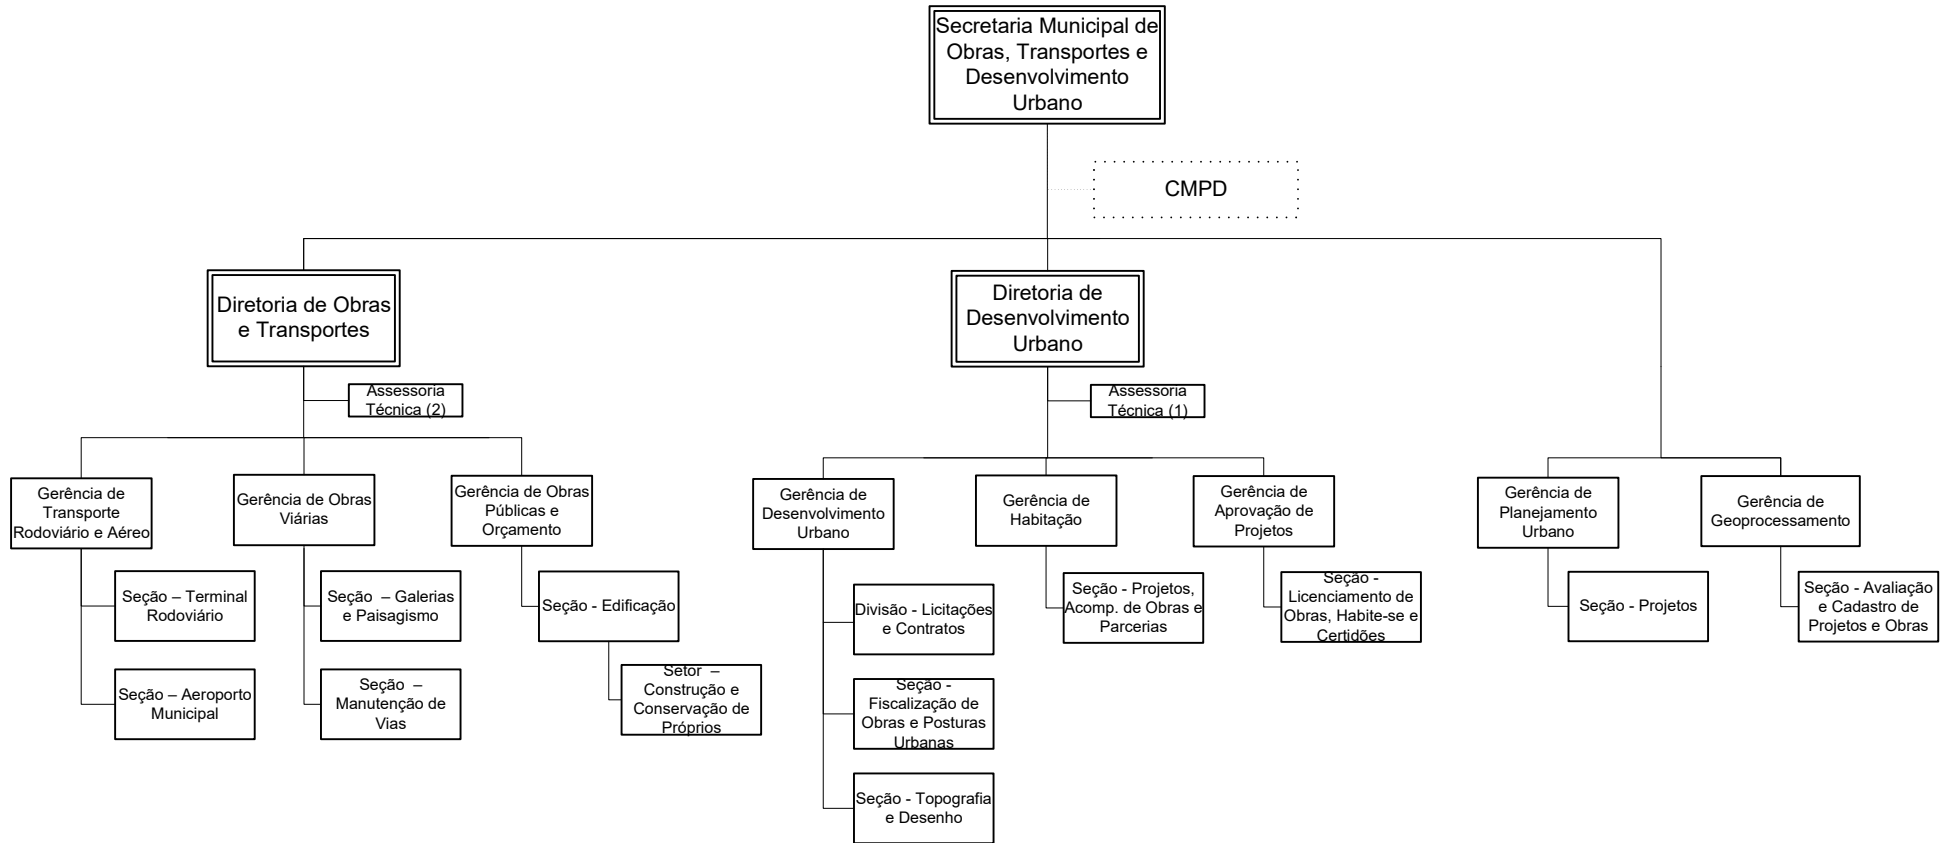 Secretaria Municipal de
Obras, Transportes e
Desenvolvimento
Urbano
CMPD
Diretoria de Obras
e Transportes
Diretoria de
Desenvolvimento
Urbano
Assessoria
Técnica (2)
Assessoria
Técnica (1)
Gerência de
Transporte
Rodoviário e Aéreo
Gerência de Obras
Viárias
Gerência de Obras
Públicas e
Orçamento
Gerência de
Desenvolvimento
Urbano
Gerência de
Habitação
Gerência de
Aprovação de
Projetos
Gerência de
Planejamento
Urbano
Gerência de
Geoprocessamento
Seção – Terminal
Rodoviário
Seção – Galerias
e Paisagismo
Seção - Edificação
Divisão - Licitações
e Contratos
Seção - Projetos,
Acomp. de Obras e
Parcerias
Seção -
Licenciamento de
Obras, Habite-se e
Certidões
Seção - Projetos
Seção - Avaliação
e Cadastro de
Projetos e Obras
Seção – Aeroporto
Municipal
Seção –
Manutenção de
Vias
Setor –
Construção e
Conservação de
Próprios
Seção -
Fiscalização de
Obras e Posturas
Urbanas
Seção - Topografia
e Desenho